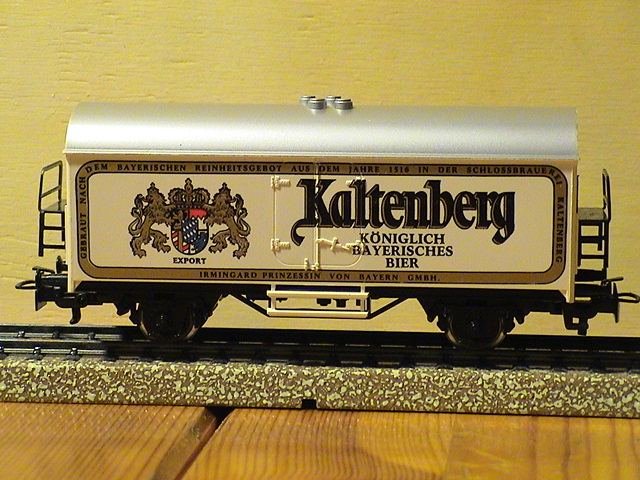 GEBRAUT NACH DEM BAYERISCHEN REINHEITSGEBOT AUS DEM JAHRE 1516 IN DER SCHLOSSBRAUEREI KALTENBERG
Kaltenberg
KÖNIGLICH
BAYERISCHES
BIER
EXPORT
IRMINGARD PRINZESSIN VON BAYERN GMBH.